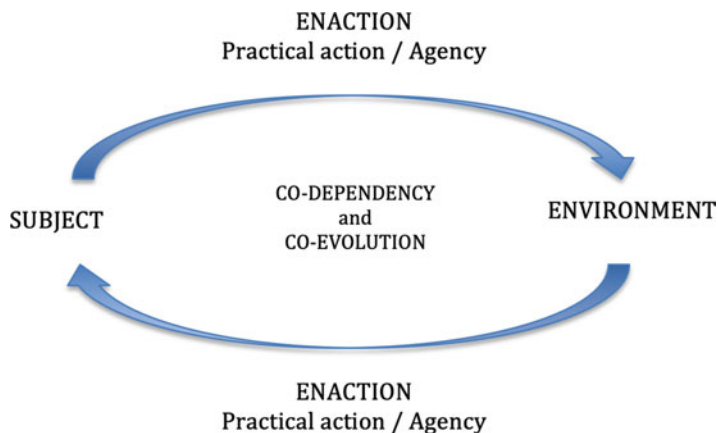 ENACTION
Practical action / Agency
CO-DEPENDENCY
and
CO-EVOLUTION
SUBJECT
ENVIRONMENT
ENACTION
Practical action / Agency